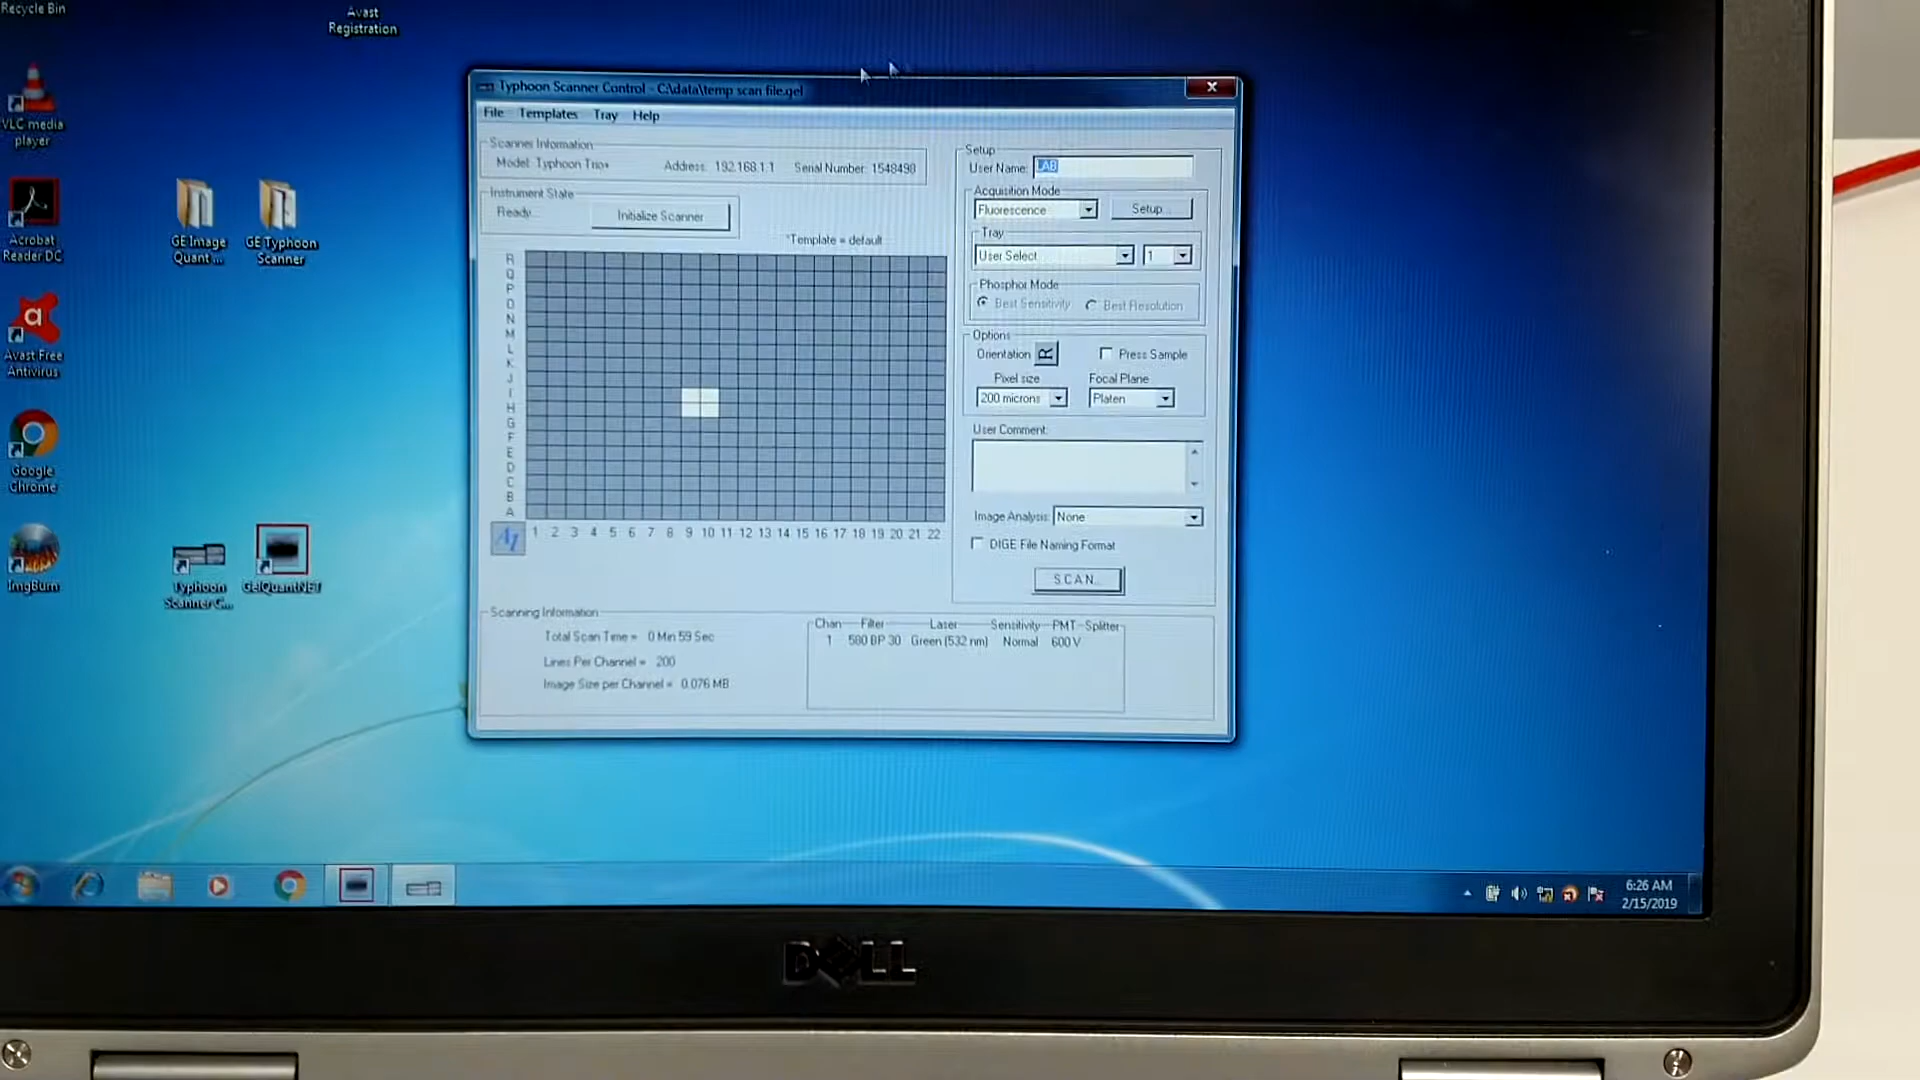 Recycle Bin
Avast
Registration
VLC media
player
Acrobat
Reader DC
Avast Free
Antivirus
Google
Chrome
ImgBurn
GE Image
Quant ...
GE Typhoon
Scanner
Typhoon
Scanner C...
GelQuantNET
Typhoon Scanner Control - C:\data\temp scan file.gel
File Templates Tray Help
Scanner Information
Model: Typhoon Trio+ Address: 192.168.1.1 Serial Number: 1548498
Instrument State
Ready... Initialize Scanner
*Template = default
R
Q
P
O
N
M
L
K
J
I
H
G
F
E
D
C
B
A
A1 1 2 3 4 5 6 7 8 9 10 11 12 13 14 15 16 17 18 19 20 21 22
Setup
User Name: LAB
Acquisition Mode
Fluorescence Setup...
Tray
User Select 1
Phosphor Mode
Best Sensitivity Best Resolution
Options
Orientation R Press Sample
Pixel size Focal Plane
200 microns Platen
User Comment:
Image Analysis: None
DIGE File Naming Format
SCAN...
Scanning Information
Total Scan Time = 0 Min 59 Sec
Lines Per Channel = 200
Image Size per Channel = 0.076 MB
Chan Filter Laser Sensitivity PMT Splitter
1 580 BP 30 Green (532 nm) Normal 600 V
6:26 AM
2/15/2019
DELL